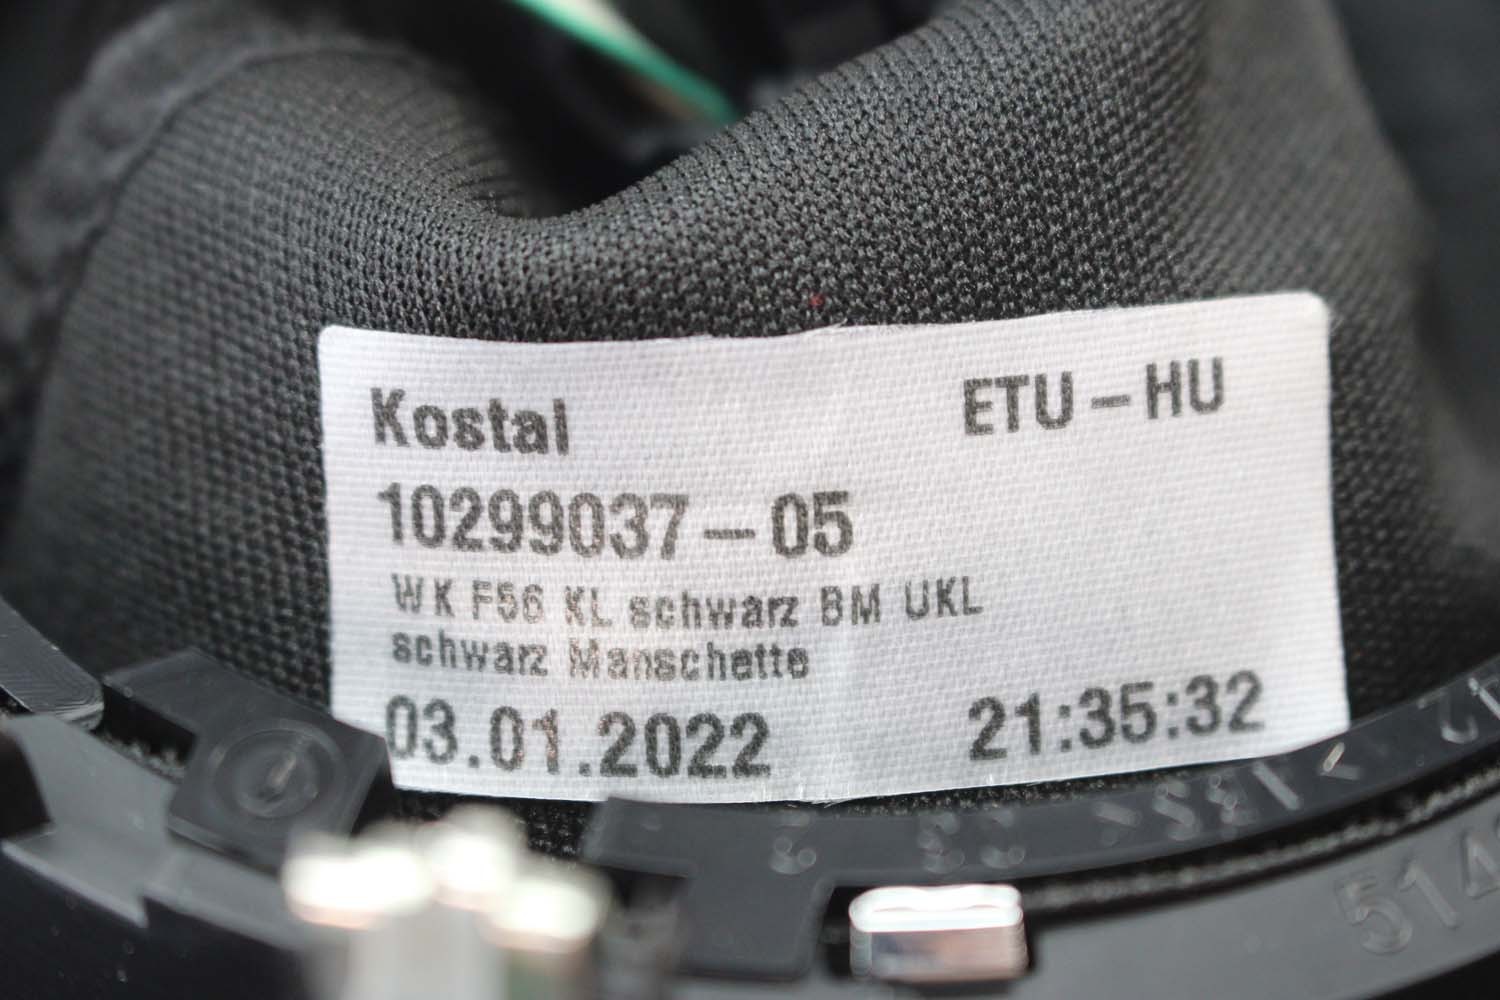 Kostal ETU-HU
10299037-05
WK F56 KL schwarz BM UKL
schwarz Manschette
03.01.2022 21:35:32
514